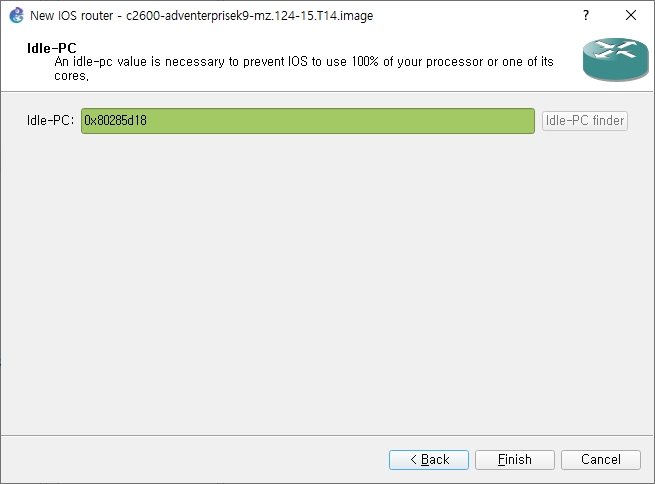 New IOS router - c2600-adventerprisek9-mz.124-15.T14.image
?
Idle-PC
An idle-pc value is necessary to prevent IOS to use 100% of your processor or one of its
cores.
Idle-PC: 0x80285d18 Idle-PC finder
< Back Finish Cancel